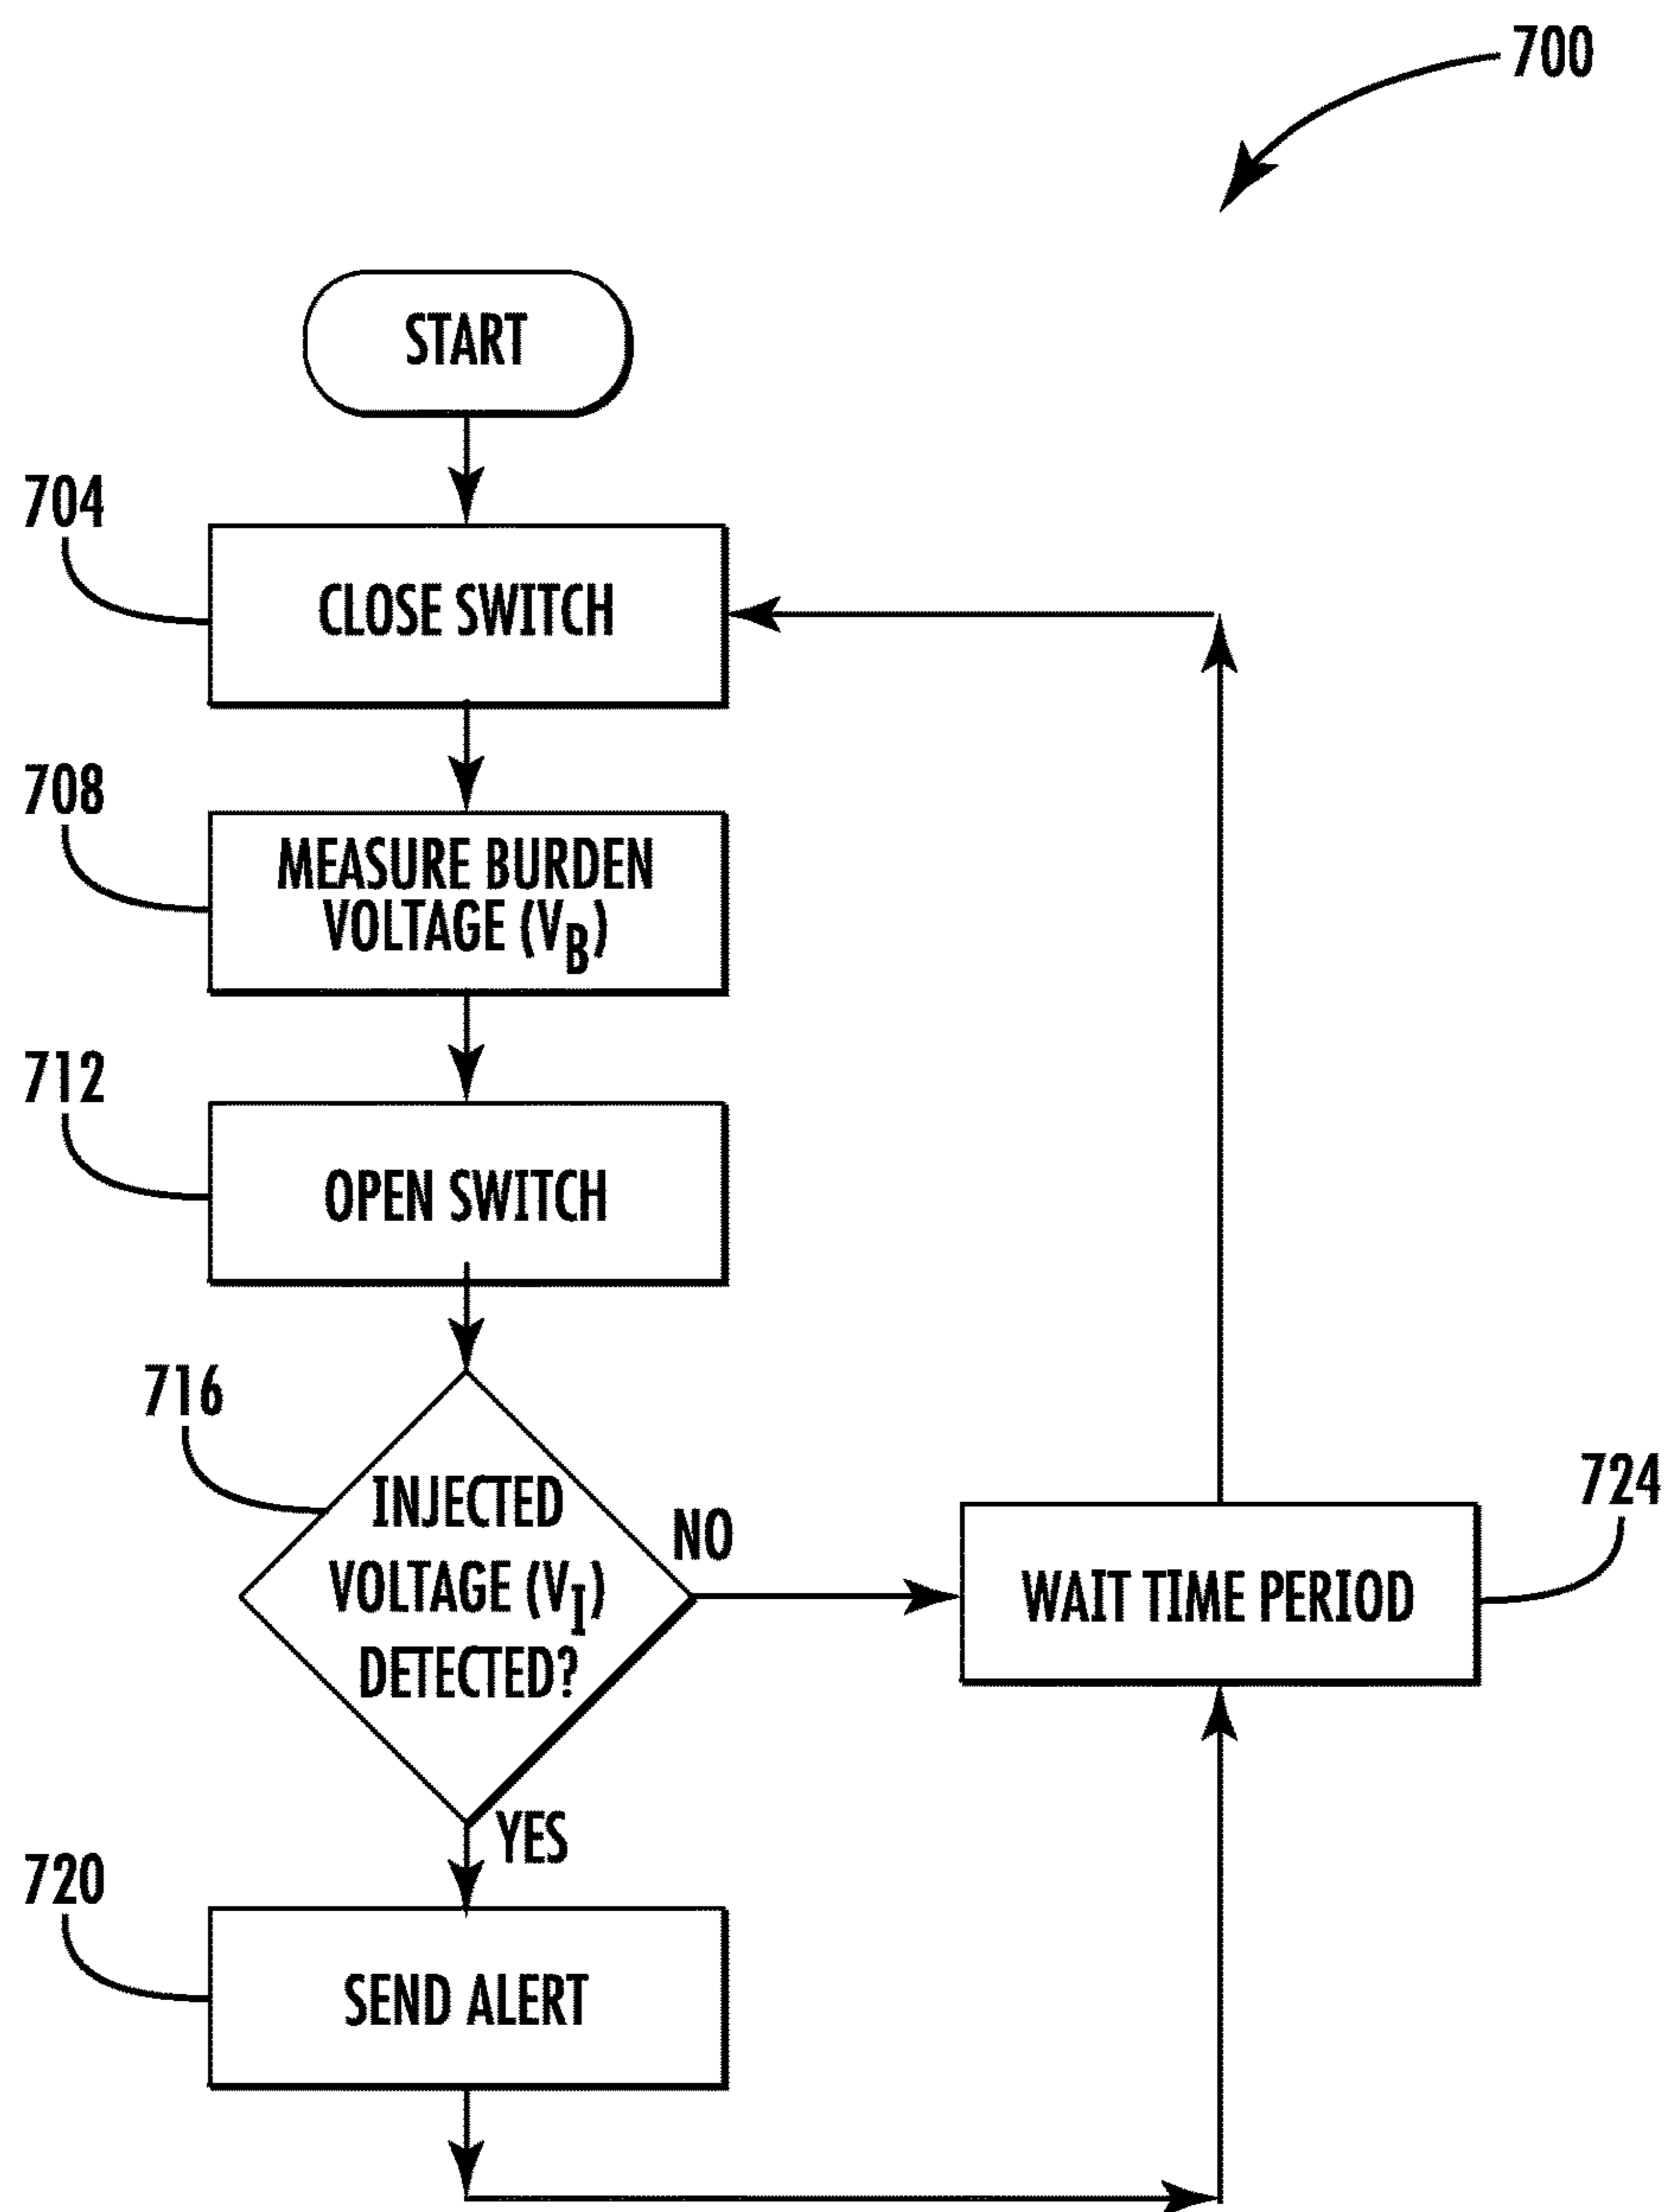 700
START
704
CLOSE SWITCH
708
MEASURE BURDEN
VOLTAGE (VB)
712
OPEN SWITCH
716
INJECTED
VOLTAGE (VI)
DETECTED?
NO
724
WAIT TIME PERIOD
YES
720
SEND ALERT